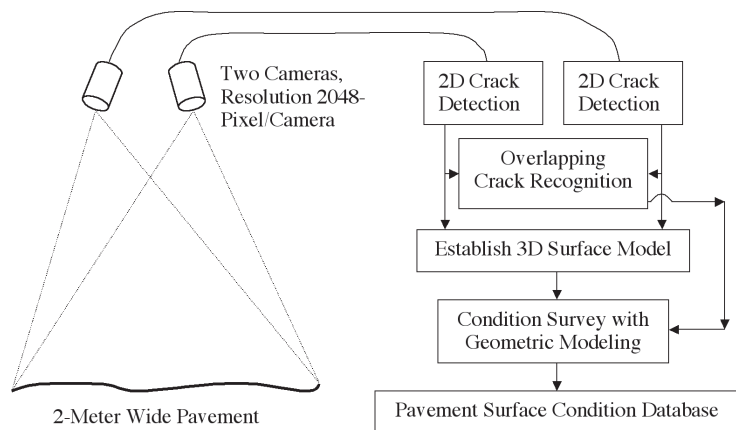 Two Cameras,
Resolution 2048-
Pixel/Camera
2D Crack
Detection
2D Crack
Detection
Overlapping
Crack Recognition
Establish 3D Surface Model
Condition Survey with
Geometric Modeling
Pavement Surface Condition Database
2-Meter Wide Pavement